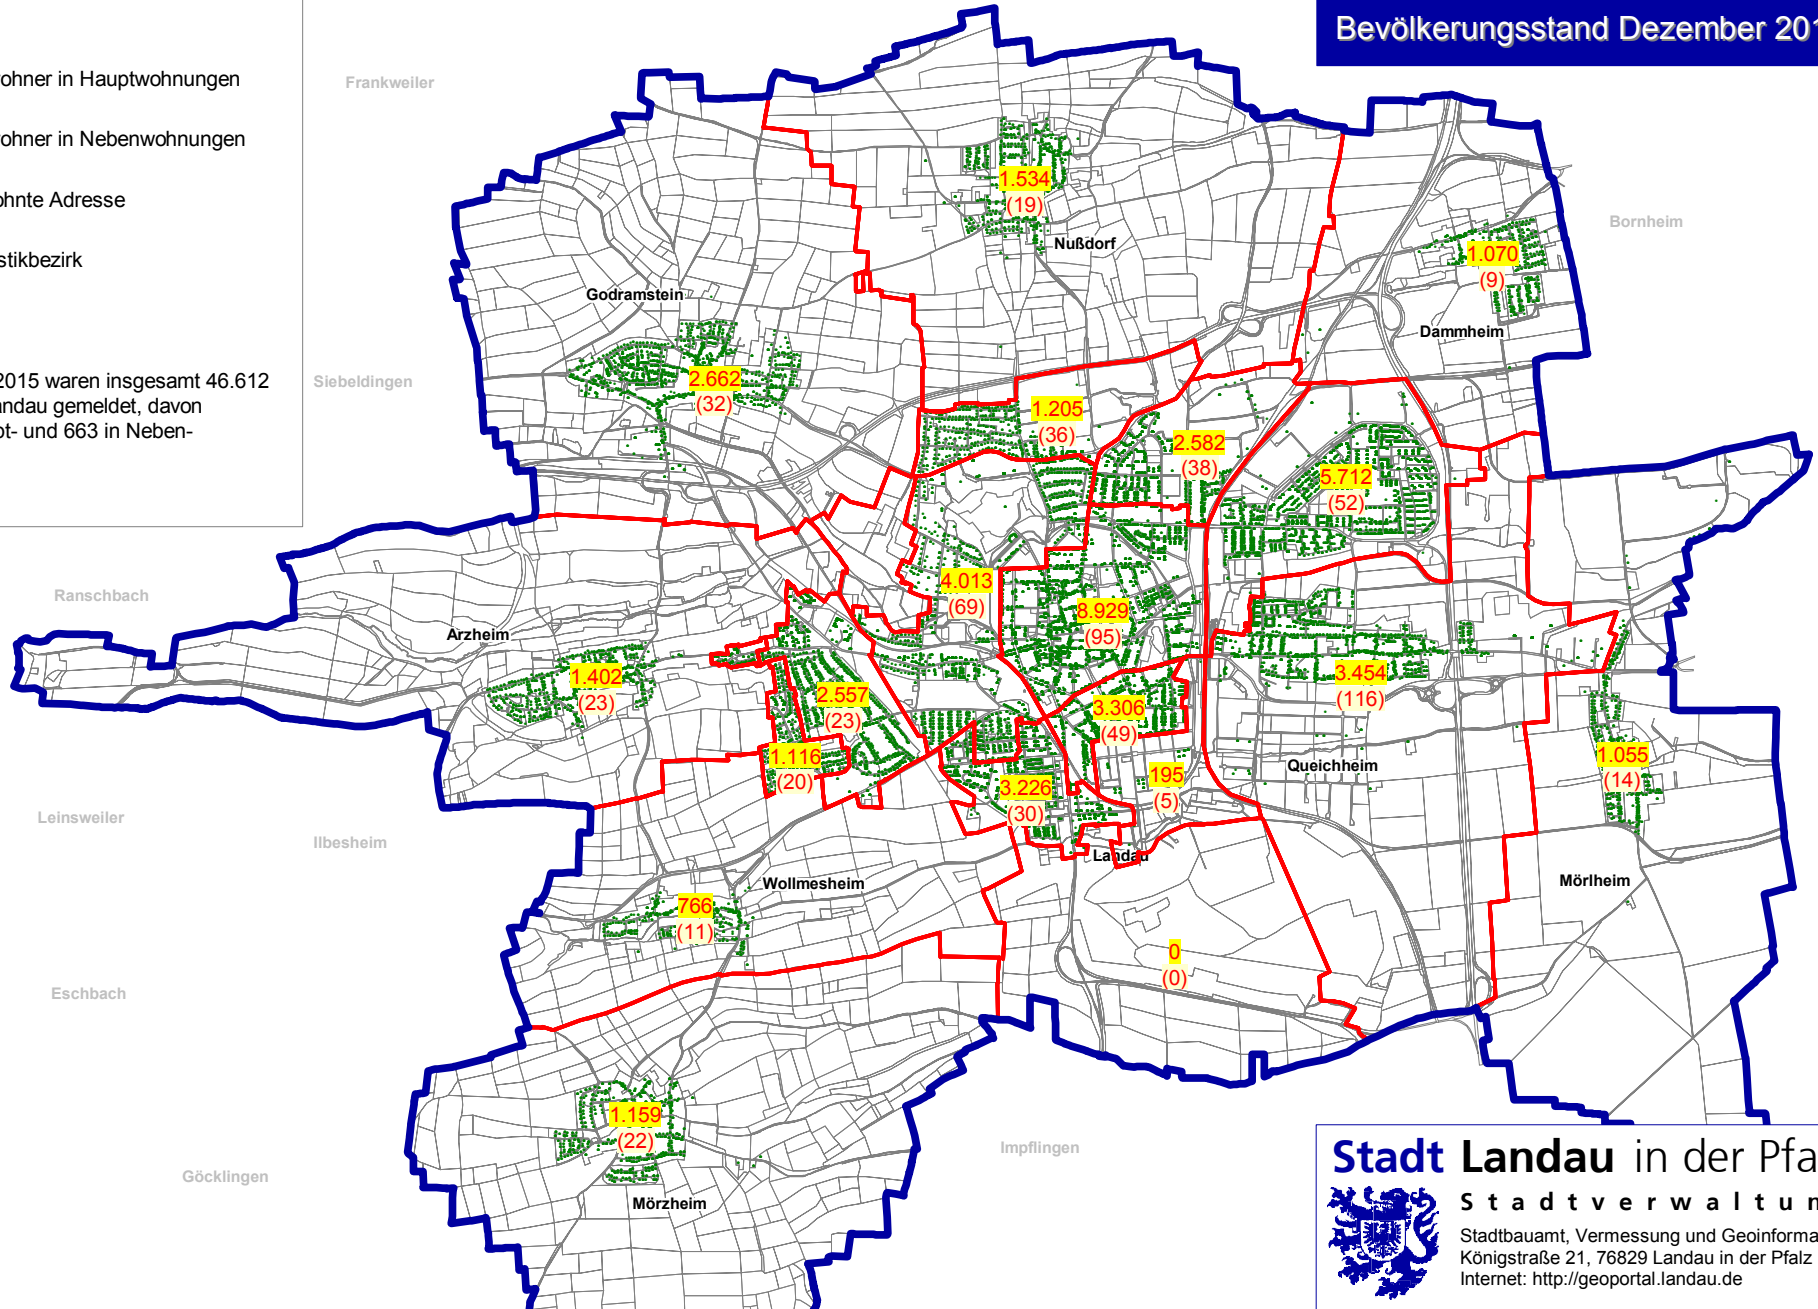 Bevölkerungsstand Dezember 201
ohner in Hauptwohnungen
ohner in Nebenwohnungen
ohnte Adresse
stikbezirk
2015 waren insgesamt 46.612
andau gemeldet, davon
pt- und 663 in Neben-
Frankweiler
1.534
(19)
Nußdorf
Bornheim
1.070
(9)
Dammheim
Godramstein
Siebeldingen
2.662
(32)
1.205
(36)
2.582
(38)
5.712
(52)
Ranschbach
4.013
(69)
8.929
(95)
Arzheim
1.402
(23)
2.557
(23)
3.454
(116)
3.306
(49)
1.116
(20)
3.226
(30)
195
(5)
Queichheim
1.055
(14)
Leinsweiler
Ilbesheim
Landau
Wollmesheim
Mörlheim
766
(11)
0
(0)
Eschbach
1.159
(22)
Impflingen
Göcklingen
Mörzheim
Stadt Landau in der Pfa
Stadtverwaltun
Stadtbauamt, Vermessung und Geoinforma
Königstraße 21, 76829 Landau in der Pfalz
Internet: http://geoportal.landau.de